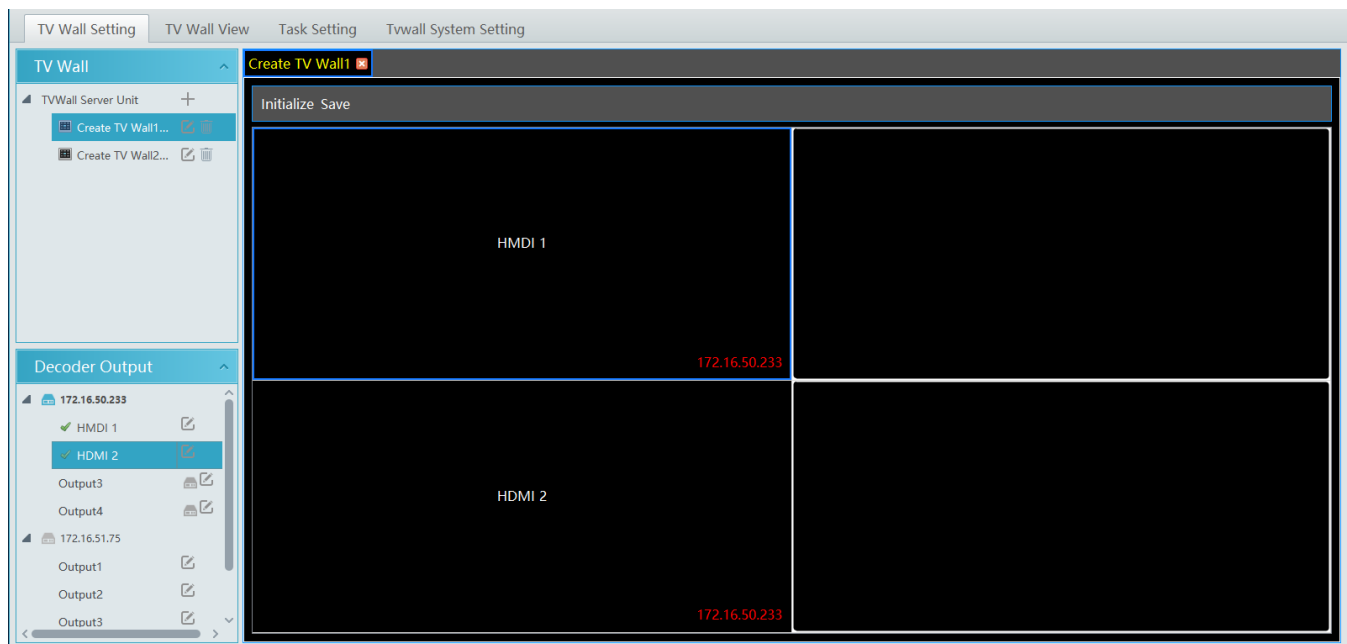 TV Wall Setting TV Wall View Task Setting Tvwall System Setting
TV Wall
TVWall Server Unit
Create TV Wall1...
Create TV Wall2...
Decoder Output
172.16.50.233
HMDI 1
HDMI 2
Output3
Output4
172.16.51.75
Output1
Output2
Output3
Create TV Wall1
Initialize Save
HMDI 1
172.16.50.233
HDMI 2
172.16.50.233